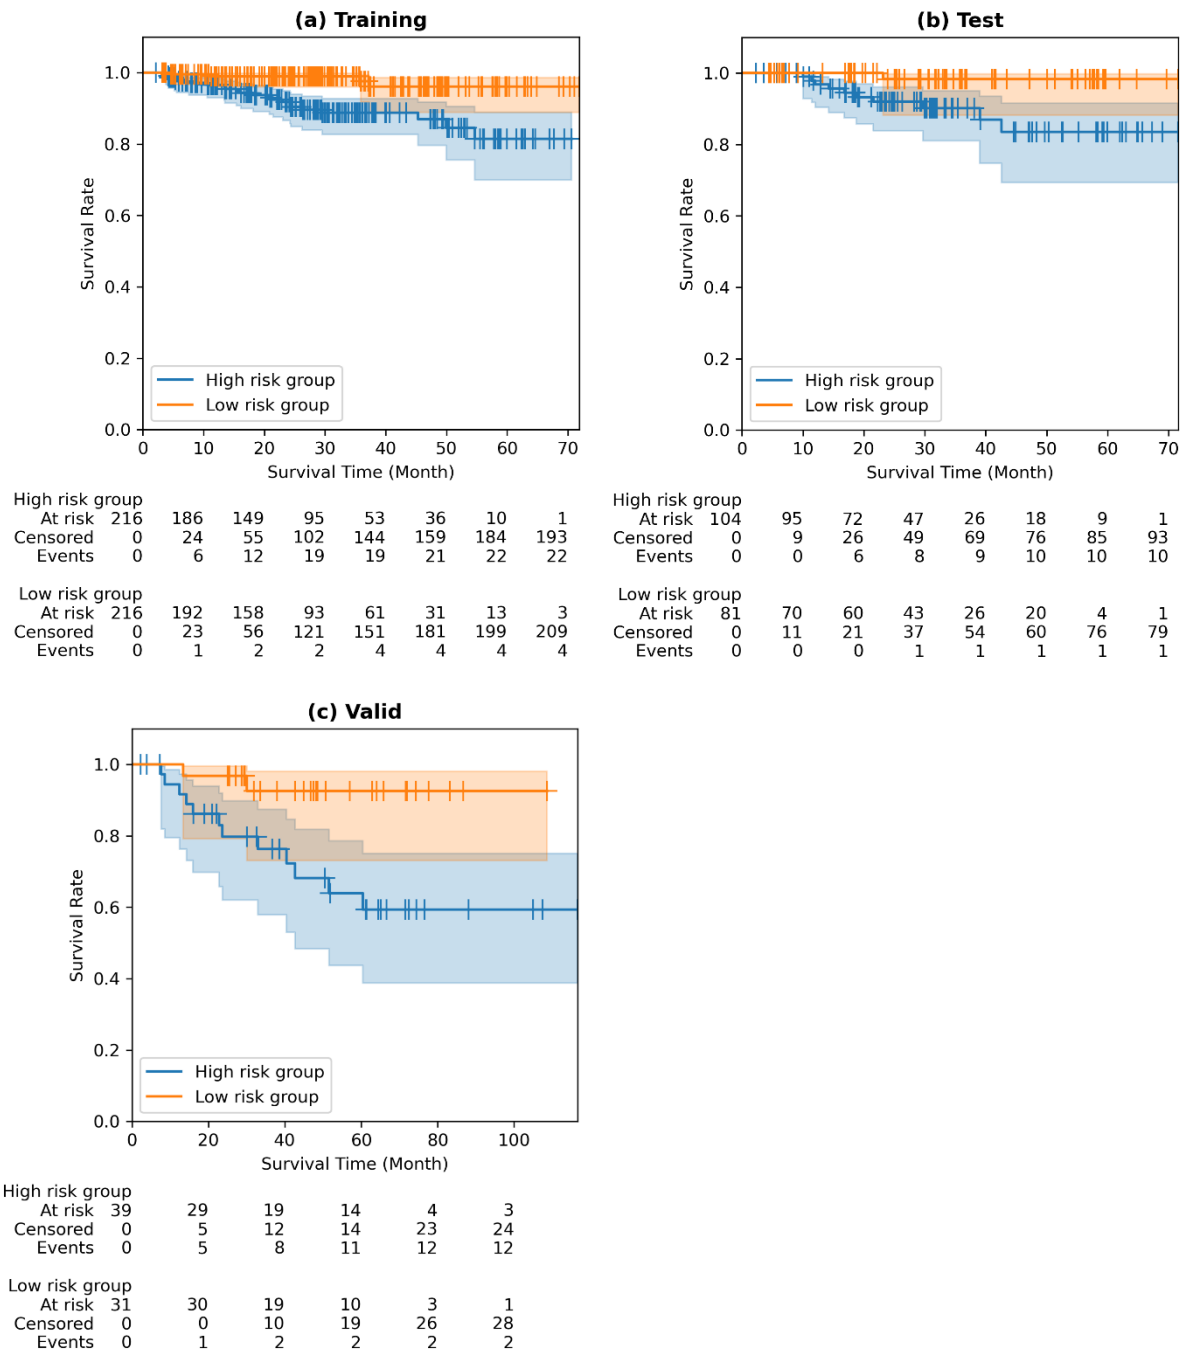 (a) Training
1.0
0.8
0.6
0.4
0.2
0.0
Survival Rate
High risk group
Low risk group
0 10 20 30 40 50 60 70
Survival Time (Month)
High risk group
At risk 216 186 149 95 53 36 10 1
Censored 0 24 55 102 144 159 184 193
Events 0 6 12 19 19 21 22 22
Low risk group
At risk 216 192 158 93 61 31 13 3
Censored 0 23 56 121 151 181 199 209
Events 0 1 2 2 4 4 4 4
(b) Test
1.0
0.8
0.6
0.4
0.2
0.0
Survival Rate
High risk group
Low risk group
0 10 20 30 40 50 60 70
Survival Time (Month)
High risk group
At risk 104 95 72 47 26 18 9 1
Censored 0 9 26 49 69 76 85 93
Events 0 0 6 8 9 10 10 10
Low risk group
At risk 81 70 60 43 26 20 4 1
Censored 0 11 21 37 54 60 76 79
Events 0 0 0 1 1 1 1 1
(c) Valid
1.0
0.8
0.6
0.4
0.2
0.0
Survival Rate
High risk group
Low risk group
0 20 40 60 80 100
Survival Time (Month)
High risk group
At risk 39 29 19 14 4 3
Censored 0 5 12 14 23 24
Events 0 5 8 11 12 12
Low risk group
At risk 31 30 19 10 3 1
Censored 0 0 10 19 26 28
Events 0 1 2 2 2 2